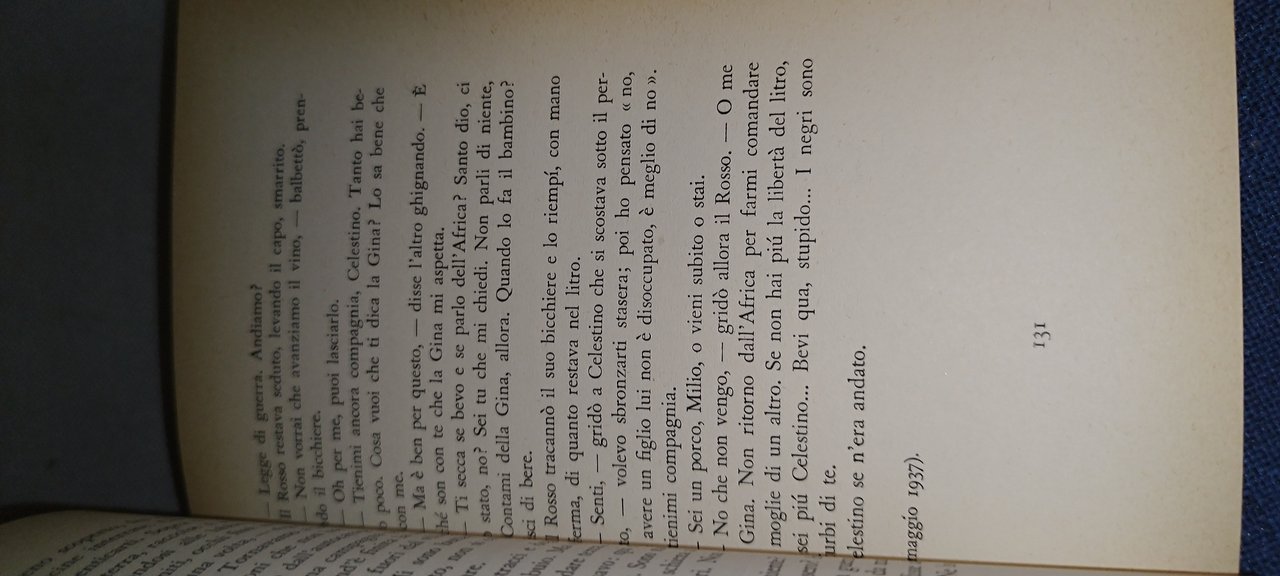 — Legge di guerra. Andiamo?
Il Rosso restava seduto, levando il capo, smarrito.
— Non vorrai che avanziamo il vino, — balbettò, pren-
do il bicchiere.
— Oh per me, puoi lasciarlo.
— Tienimi ancora compagnia, Celestino. Tanto hai be-
poco. Cosa vuoi che ti dica la Gina? Lo sa bene che
con me.
— Ma è ben per questo, — disse l'altro ghignando. — È
ché son con te che la Gina mi aspetta.
— Ti secca se bevo e se parlo dell'Africa? Santo dio, ci
stato, no? Sei tu che mi chiedi. Non parli di niente,
Contami della Gina, allora. Quando lo fa il bambino?
sci di bere.
Il Rosso tracannò il suo bicchiere e lo riempí, con mano
ferma, di quanto restava nel litro.
— Senti, — gridò a Celestino che si scostava sotto il per-
to, — volevo sbronzarti stasera; poi ho pensato « no,
avere un figlio lui non è disoccupato, è meglio di no ».
tienimi compagnia.
— Sei un porco, Milio, o vieni subito o stai.
— No che non vengo, — gridò allora il Rosso. — O me
Gina. Non ritorno dall'Africa per farmi comandare
moglie di un altro. Se non hai piú la libertà del litro,
sei piú Celestino... Bevi qua, stupido... I negri sono
furbi di te.
elestino se n'era andato.
maggio 1937).
131